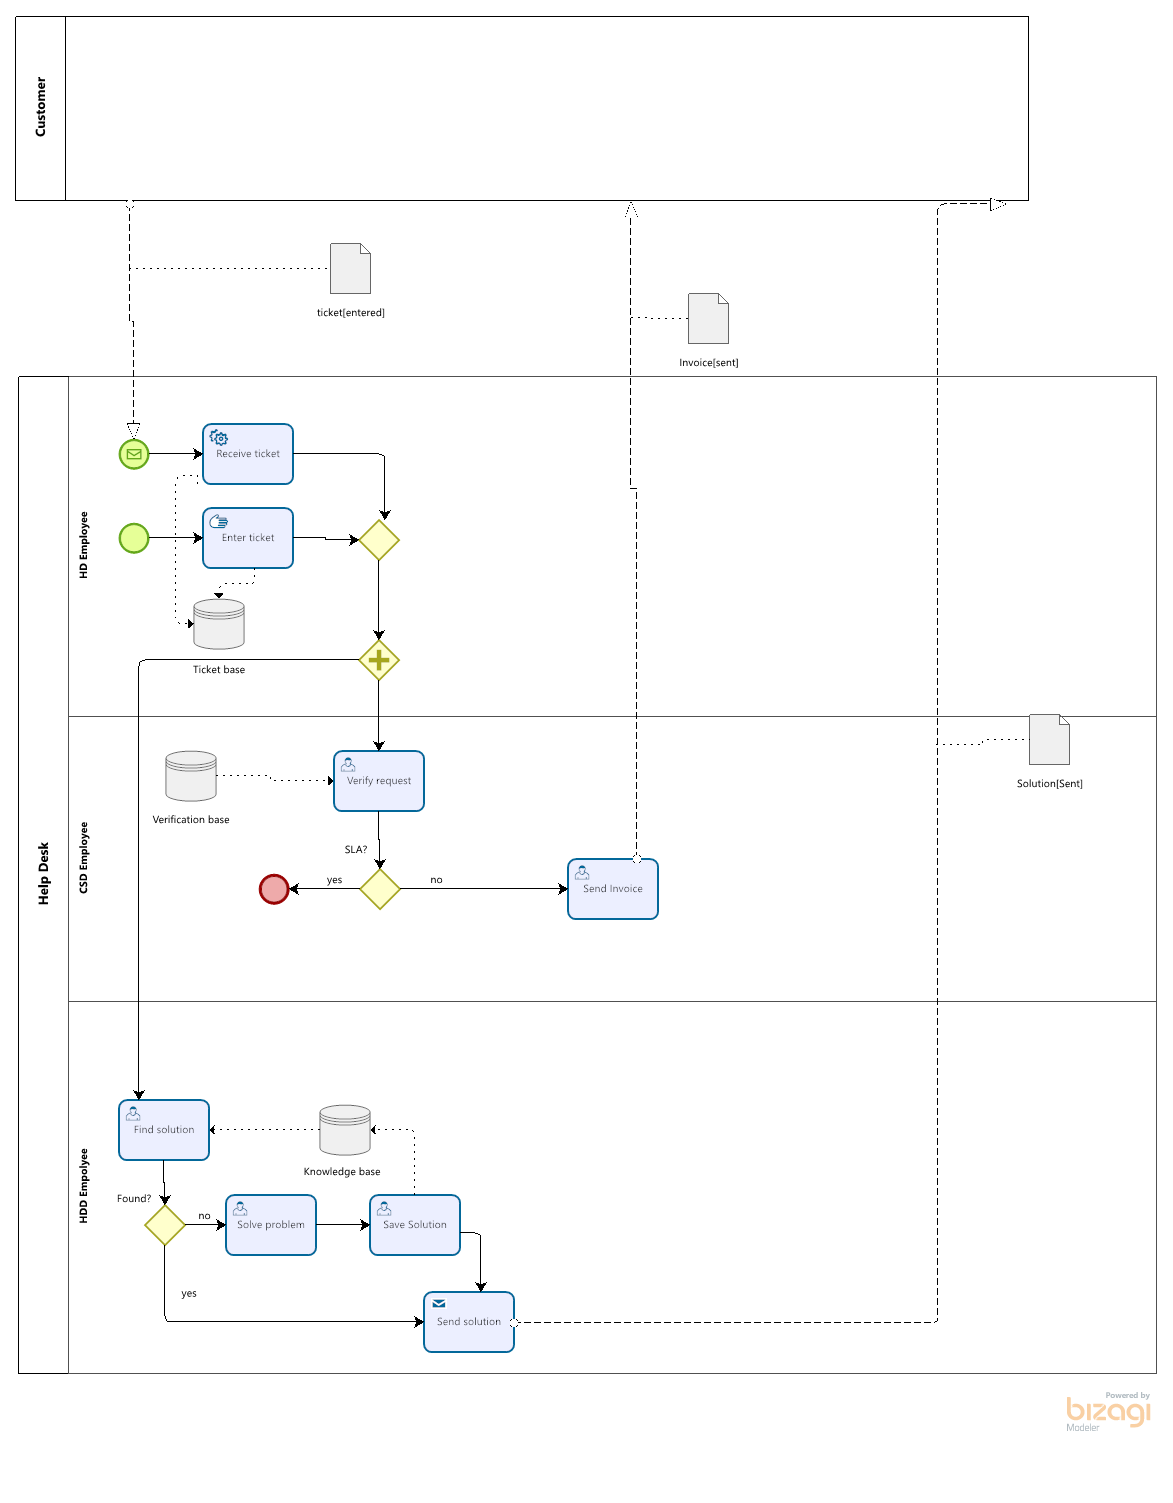 Customer
ticket[entered]
Invoice[sent]
Help Desk
HD Employee
Receive ticket
Enter ticket
Ticket base
CSD Employee
Verify request
Verification base
Solution[Sent]
SLA?
yes
no
Send Invoice
HDD Empolyee
Find solution
Knowledge base
Found?
no
Solve problem
Save Solution
yes
Send solution
Powered by
bizagi
Modeler